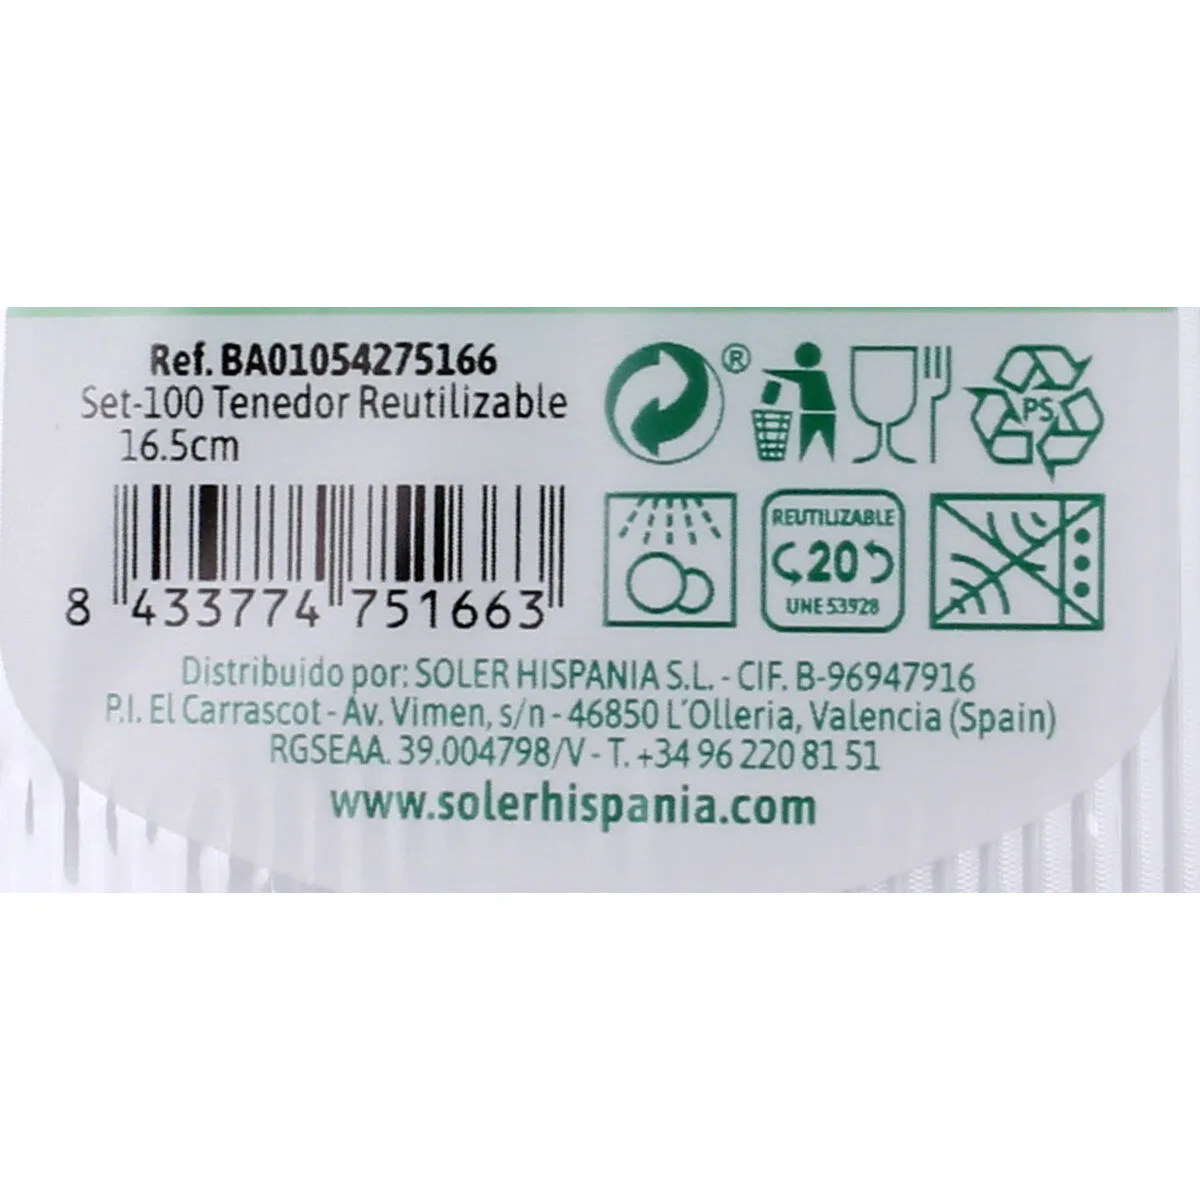 Ref. BA01054275166
Set-100 Tenedor Reutilizable
16.5cm
8 433774 751663
®
PS
REUTILIZABLE
20
UNE 53928
Distribuido por: SOLER HISPANIA S.L. - CIF. B-96947916
P.I. El Carrascot - Av. Vimen, s/n - 46850 L'Olleria, Valencia (Spain)
RGSEAA. 39.004798/V - T. +34 96 220 81 51
www.solerhispania.com